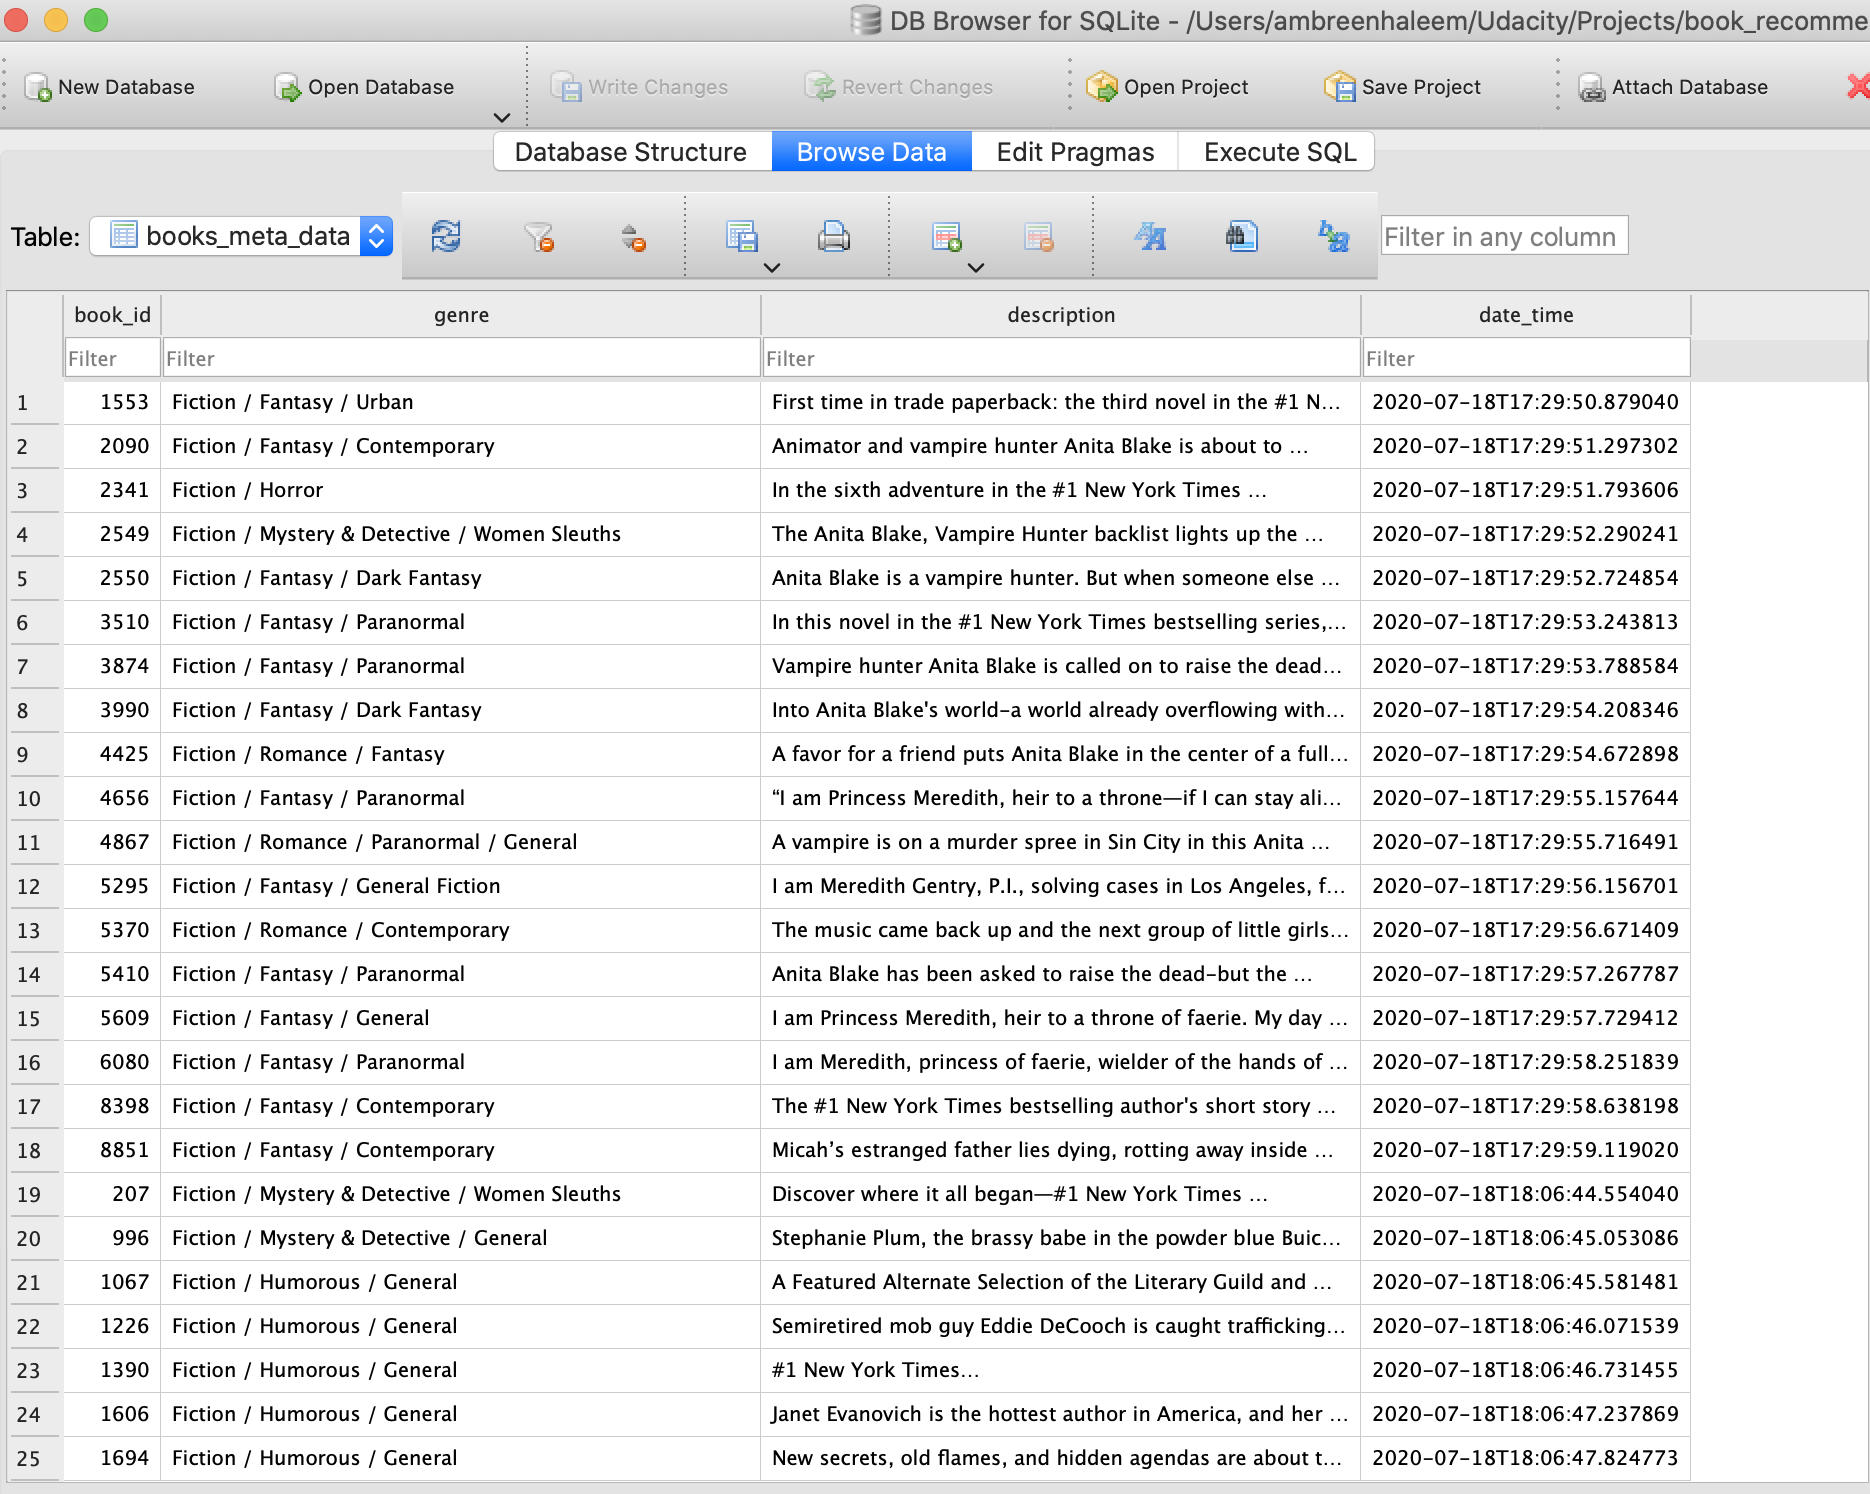 DB Browser for SQLite - /Users/ambreenhaleem/Udacity/Projects/book_recomme
New Database Open Database Write Changes Revert Changes Open Project Save Project Attach Database
Database Structure Browse Data Edit Pragmas Execute SQL
Table: books_meta_data Filter in any column
book_id genre description date_time
Filter Filter Filter Filter
1 1553 Fiction / Fantasy / Urban First time in trade paperback: the third novel in the #1 N... 2020-07-18T17:29:50.879040
2 2090 Fiction / Fantasy / Contemporary Animator and vampire hunter Anita Blake is about to ... 2020-07-18T17:29:51.297302
3 2341 Fiction / Horror In the sixth adventure in the #1 New York Times ... 2020-07-18T17:29:51.793606
4 2549 Fiction / Mystery & Detective / Women Sleuths The Anita Blake, Vampire Hunter backlist lights up the ... 2020-07-18T17:29:52.290241
5 2550 Fiction / Fantasy / Dark Fantasy Anita Blake is a vampire hunter. But when someone else ... 2020-07-18T17:29:52.724854
6 3510 Fiction / Fantasy / Paranormal In this novel in the #1 New York Times bestselling series,... 2020-07-18T17:29:53.243813
7 3874 Fiction / Fantasy / Paranormal Vampire hunter Anita Blake is called on to raise the dead... 2020-07-18T17:29:53.788584
8 3990 Fiction / Fantasy / Dark Fantasy Into Anita Blake's world-a world already overflowing with... 2020-07-18T17:29:54.208346
9 4425 Fiction / Romance / Fantasy A favor for a friend puts Anita Blake in the center of a full... 2020-07-18T17:29:54.672898
10 4656 Fiction / Fantasy / Paranormal “I am Princess Meredith, heir to a throne—if I can stay ali... 2020-07-18T17:29:55.157644
11 4867 Fiction / Romance / Paranormal / General A vampire is on a murder spree in Sin City in this Anita ... 2020-07-18T17:29:55.716491
12 5295 Fiction / Fantasy / General Fiction I am Meredith Gentry, P.I., solving cases in Los Angeles, f... 2020-07-18T17:29:56.156701
13 5370 Fiction / Romance / Contemporary The music came back up and the next group of little girls... 2020-07-18T17:29:56.671409
14 5410 Fiction / Fantasy / Paranormal Anita Blake has been asked to raise the dead-but the ... 2020-07-18T17:29:57.267787
15 5609 Fiction / Fantasy / General I am Princess Meredith, heir to a throne of faerie. My day ... 2020-07-18T17:29:57.729412
16 6080 Fiction / Fantasy / Paranormal I am Meredith, princess of faerie, wielder of the hands of ... 2020-07-18T17:29:58.251839
17 8398 Fiction / Fantasy / Contemporary The #1 New York Times bestselling author's short story ... 2020-07-18T17:29:58.638198
18 8851 Fiction / Fantasy / Contemporary Micah’s estranged father lies dying, rotting away inside ... 2020-07-18T17:29:59.119020
19 207 Fiction / Mystery & Detective / Women Sleuths Discover where it all began—#1 New York Times ... 2020-07-18T18:06:44.554040
20 996 Fiction / Mystery & Detective / General Stephanie Plum, the brassy babe in the powder blue Buic... 2020-07-18T18:06:45.053086
21 1067 Fiction / Humorous / General A Featured Alternate Selection of the Literary Guild and ... 2020-07-18T18:06:45.581481
22 1226 Fiction / Humorous / General Semiretired mob guy Eddie DeCooch is caught trafficking... 2020-07-18T18:06:46.071539
23 1390 Fiction / Humorous / General #1 New York Times... 2020-07-18T18:06:46.731455
24 1606 Fiction / Humorous / General Janet Evanovich is the hottest author in America, and her ... 2020-07-18T18:06:47.237869
25 1694 Fiction / Humorous / General New secrets, old flames, and hidden agendas are about t... 2020-07-18T18:06:47.824773